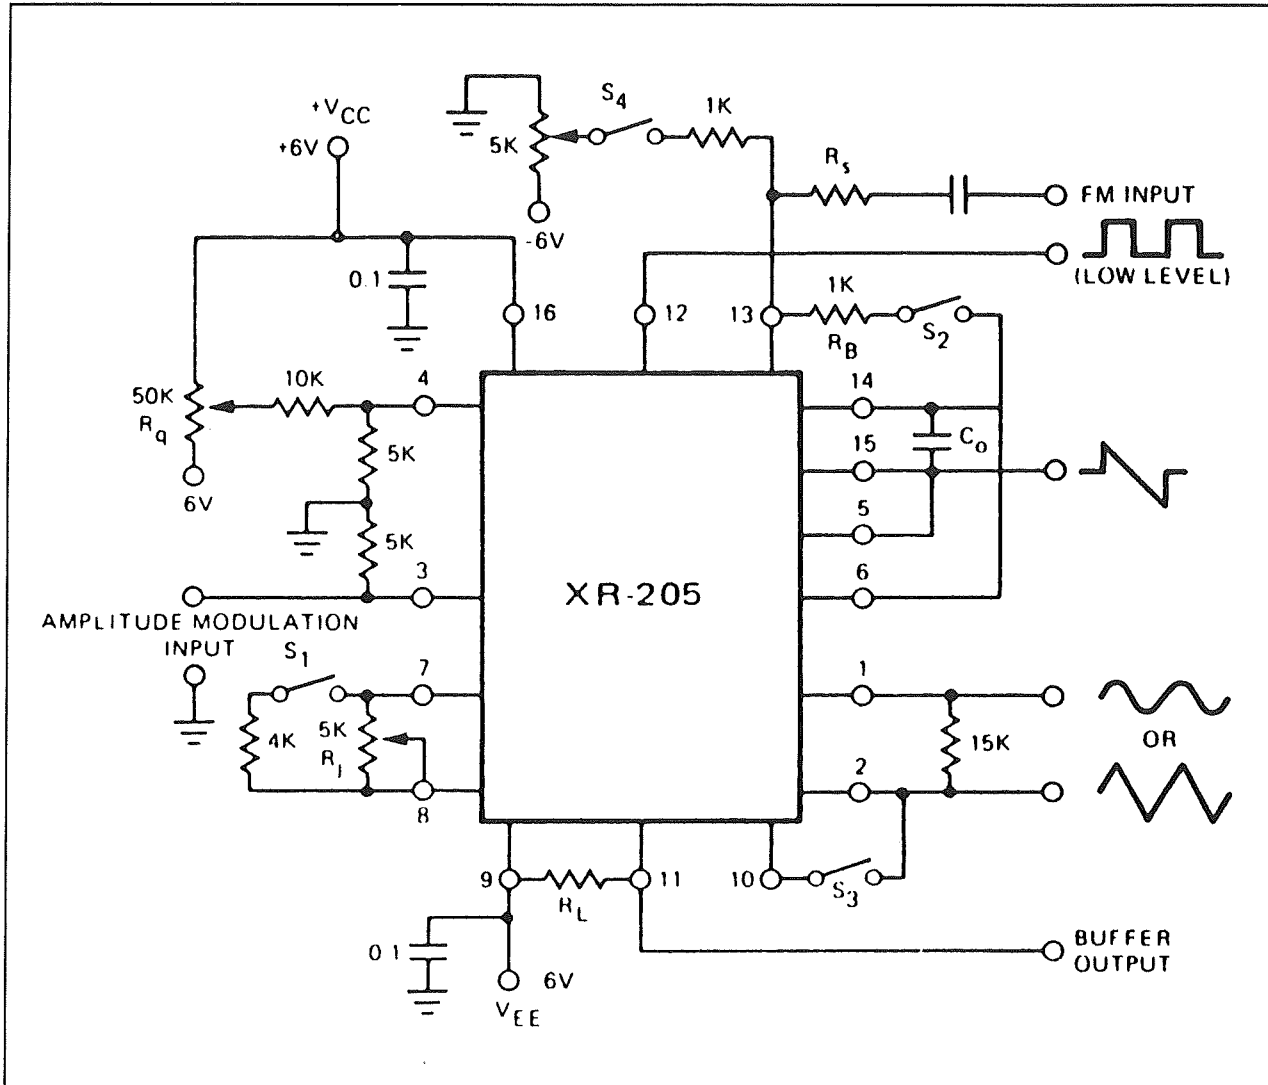 +V_CC
+6V
S_4
5K
1K
-6V
R_s
FM INPUT
(LOW LEVEL)
0.1
16
12
13
1K
R_B
S_2
50K
R_q
10K
4
14
C_o
15
5K
6V
5
5K
3
XR-205
6
AMPLITUDE MODULATION
INPUT
S_1
7
1
4K
5K
R_J
15K
OR
8
2
9
R_L
11
10
S_3
0 1
6V
V_EE
BUFFER
OUTPUT